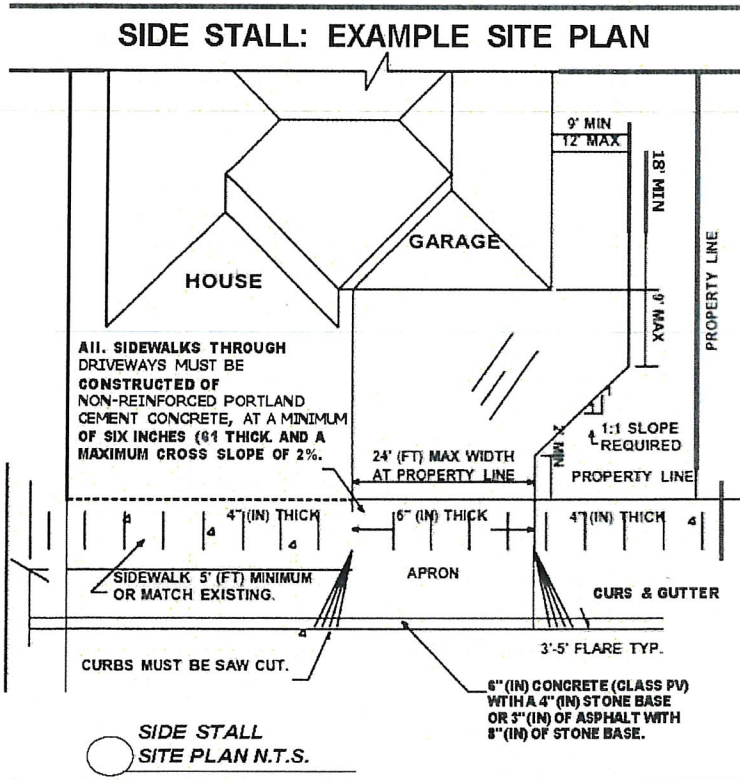 SIDE STALL: EXAMPLE SITE PLAN
9' MIN
12' MAX
18' MIN
PROPERTY LINE
GARAGE
HOUSE
9' MAX
All. SIDEWALKS THROUGH
DRIVEWAYS MUST BE
CONSTRUCTED OF
NON-REINFORCED PORTLAND
CEMENT CONCRETE, AT A MINIMUM
OF SIX INCHES (61 THICK. AND A
MAXIMUM CROSS SLOPE OF 2%.
1:1 SLOPE
REQUIRED
24' (FT) MAX WIDTH
AT PROPERTY LINE
2' MIN
PROPERTY LINE
4" (IN) THICK
6" (IN) THICK
4" (IN) THICK
SIDEWALK 5' (FT) MINIMUM
OR MATCH EXISTING.
APRON
CURS & GUTTER
CURBS MUST BE SAW CUT.
3'-5' FLARE TYP.
6" (IN) CONCRETE (CLASS PV)
WTIH A 4" (IN) STONE BASE
OR 3" (IN) OF ASPHALT WITH
8" (IN) OF STONE BASE.
SIDE STALL
SITE PLAN N.T.S.